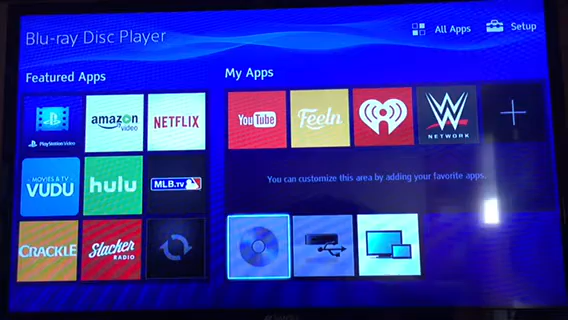 Blu-ray Disc Player
All Apps
Setup
Featured Apps
My Apps
PlayStation Video
amazon video
NETFLIX
YouTube
Feeln
iHeart RADIO
W NETWORK
MOVIES & TV
VUDU
hulu
MLB.TV
You can customize this area by adding your favorite apps.
CRACKLE
Slacker
RADIO